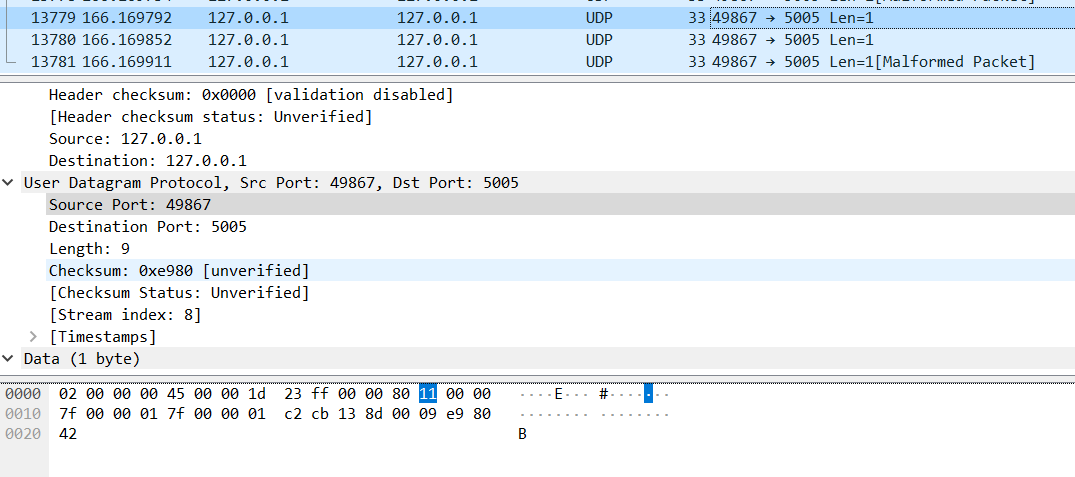 13779 166.169792 127.0.0.1 127.0.0.1 UDP 33 49867 → 5005 Len=1
13780 166.169852 127.0.0.1 127.0.0.1 UDP 33 49867 → 5005 Len=1
13781 166.169911 127.0.0.1 127.0.0.1 UDP 33 49867 → 5005 Len=1[Malformed Packet]
Header checksum: 0x0000 [validation disabled]
[Header checksum status: Unverified]
Source: 127.0.0.1
Destination: 127.0.0.1
User Datagram Protocol, Src Port: 49867, Dst Port: 5005
Source Port: 49867
Destination Port: 5005
Length: 9
Checksum: 0xe980 [unverified]
[Checksum Status: Unverified]
[Stream index: 8]
[Timestamps]
Data (1 byte)
0000 02 00 00 00 45 00 00 1d 23 ff 00 00 80 11 00 00 ····E··· #·······
0010 7f 00 00 01 7f 00 00 01 c2 cb 13 8d 00 09 e9 80 ········ ········
0020 42 B